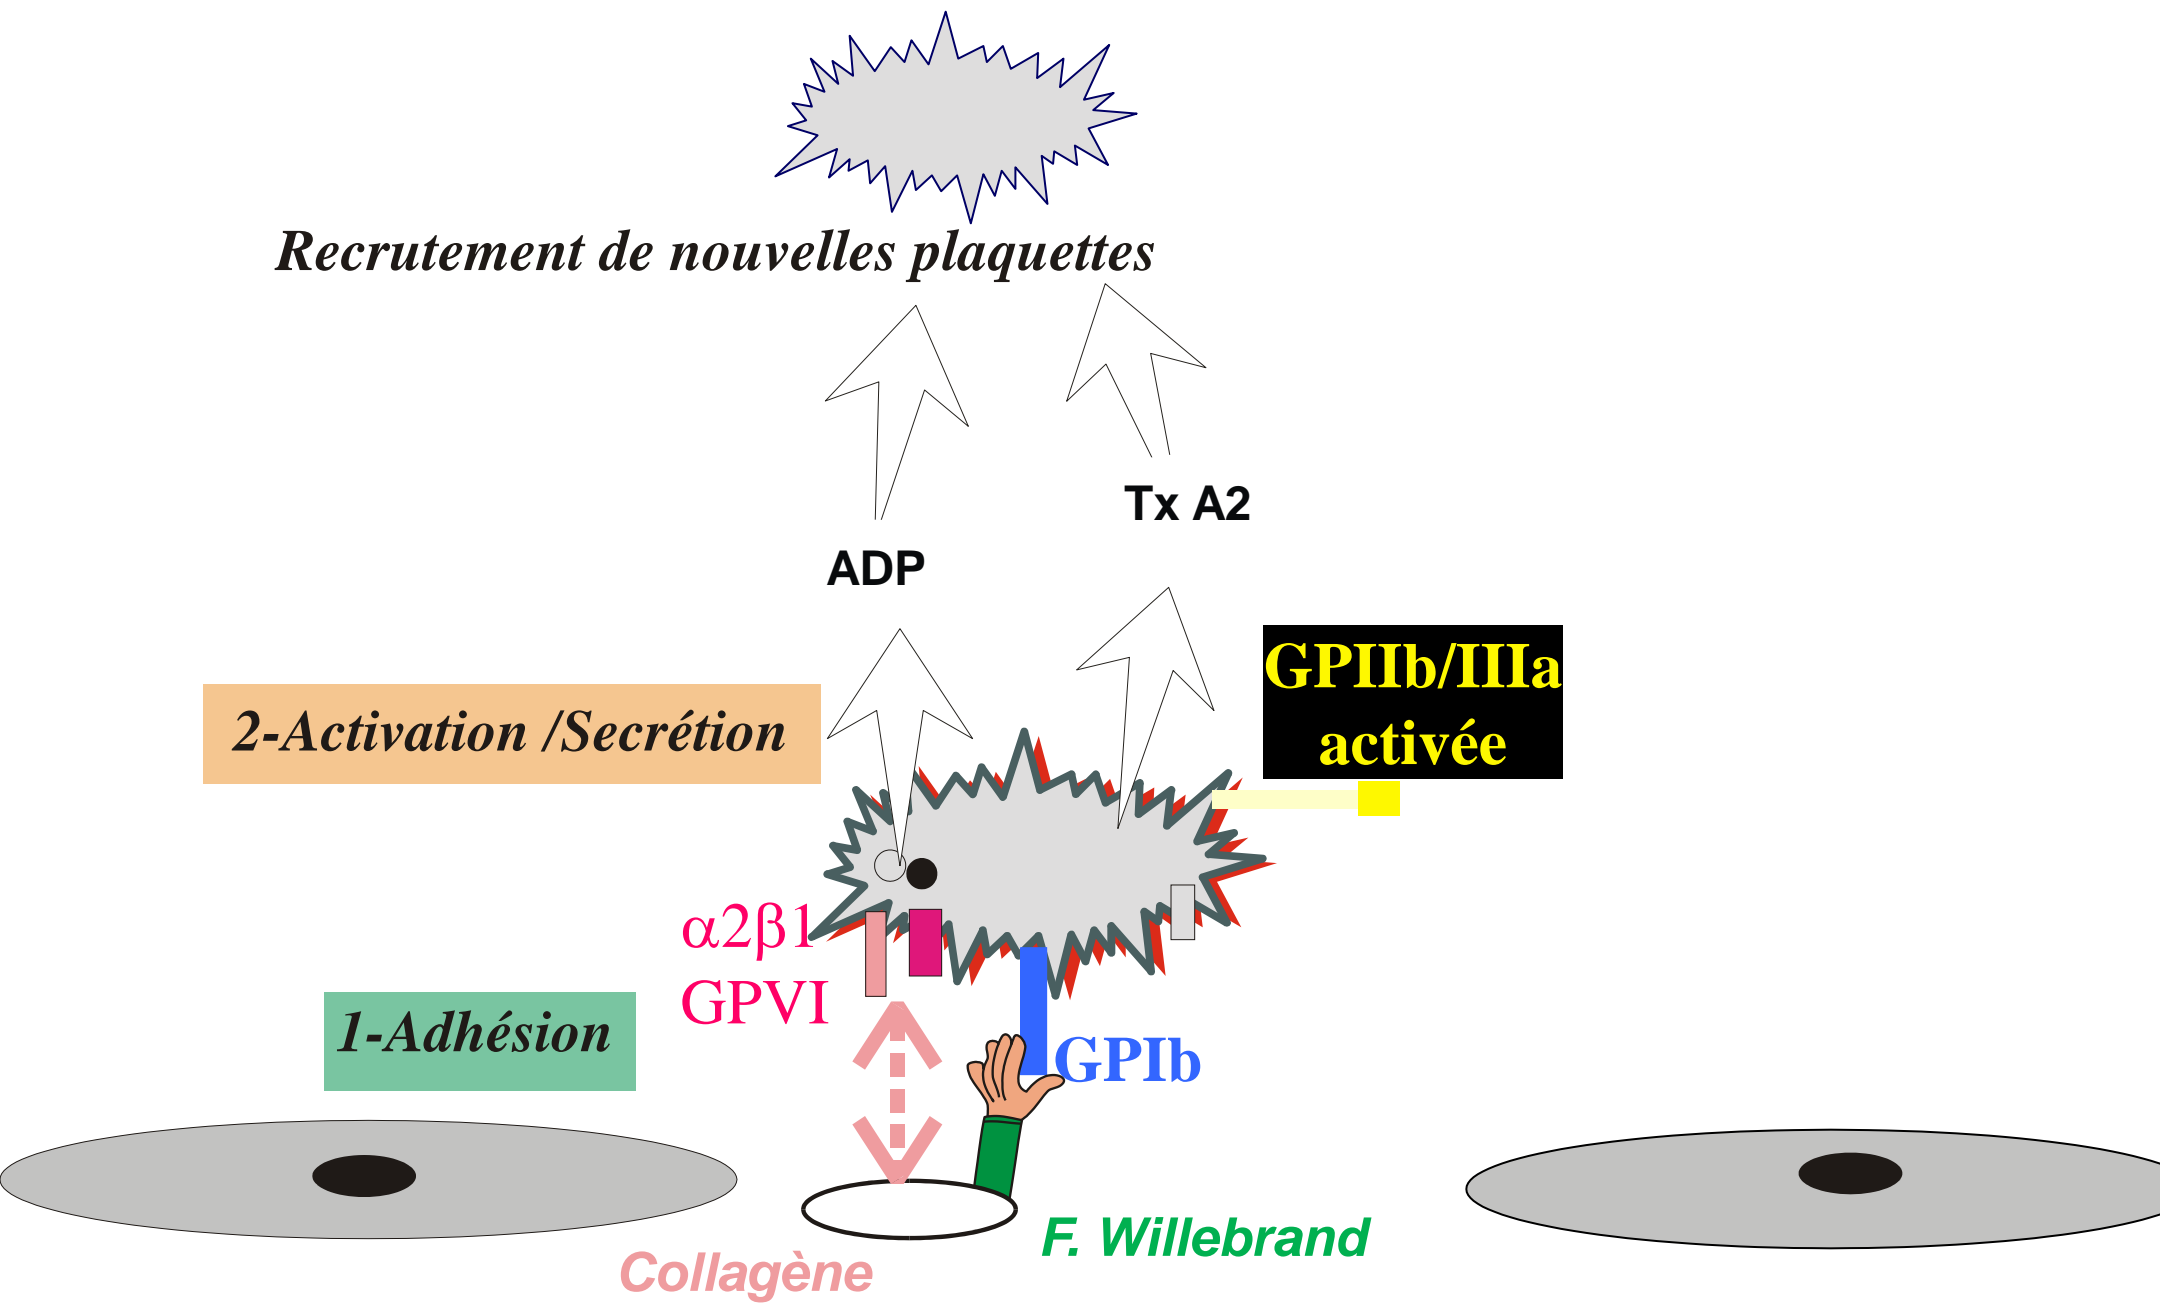 Recrutement de nouvelles plaquettes
Tx A2
ADP
GPIIb/IIIa
activée
2-Activation /Secrétion
α2β1
GPVI
1-Adhésion
GPIb
F. Willebrand
Collagène